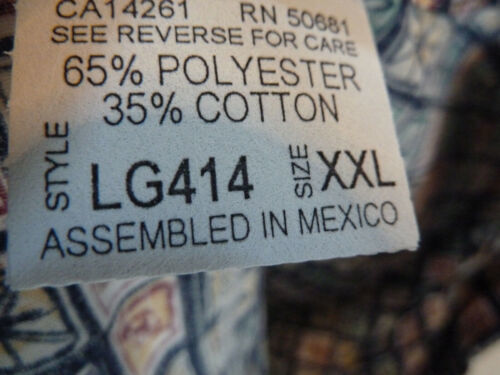 CA14261 RN 50681
SEE REVERSE FOR CARE
65% POLYESTER
35% COTTON
STYLE LG414 SIZE XXL
ASSEMBLED IN MEXICO